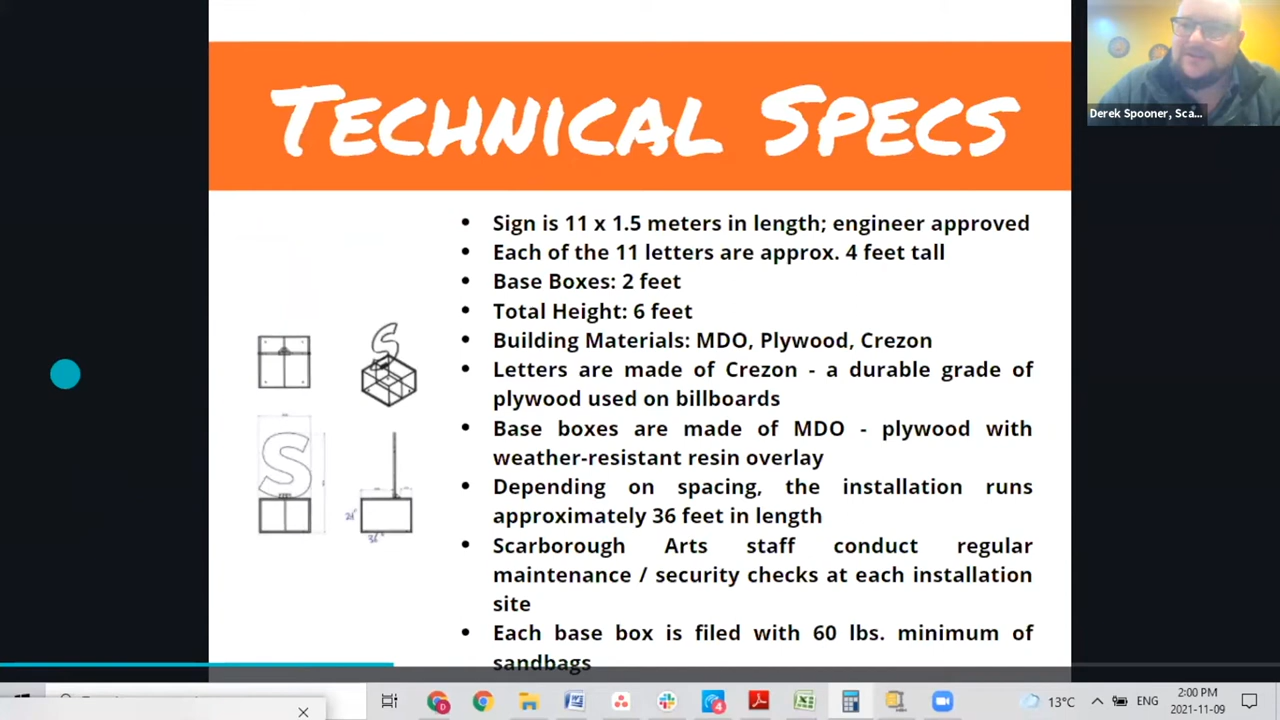 TECHNICAL SPECS
Derek Spooner, Sca...
• Sign is 11 x 1.5 meters in length; engineer approved
• Each of the 11 letters are approx. 4 feet tall
• Base Boxes: 2 feet
• Total Height: 6 feet
• Building Materials: MDO, Plywood, Crezon
• Letters are made of Crezon - a durable grade of
plywood used on billboards
• Base boxes are made of MDO - plywood with
weather-resistant resin overlay
• Depending on spacing, the installation runs
approximately 36 feet in length
• Scarborough Arts staff conduct regular
maintenance / security checks at each installation
site
• Each base box is filed with 60 lbs. minimum of
sandbags
S
S
13°C
ENG
2:00 PM
2021-11-09